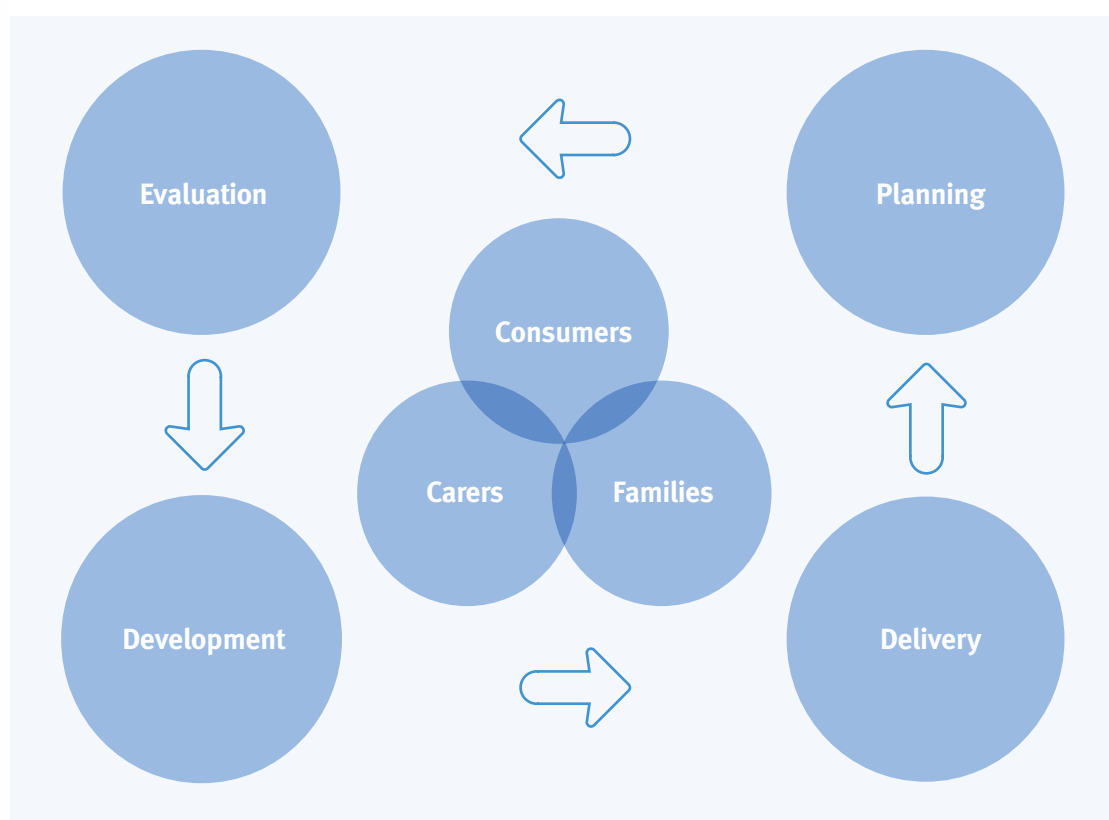 Evaluation
Planning
Consumers
Carers
Families
Development
Delivery